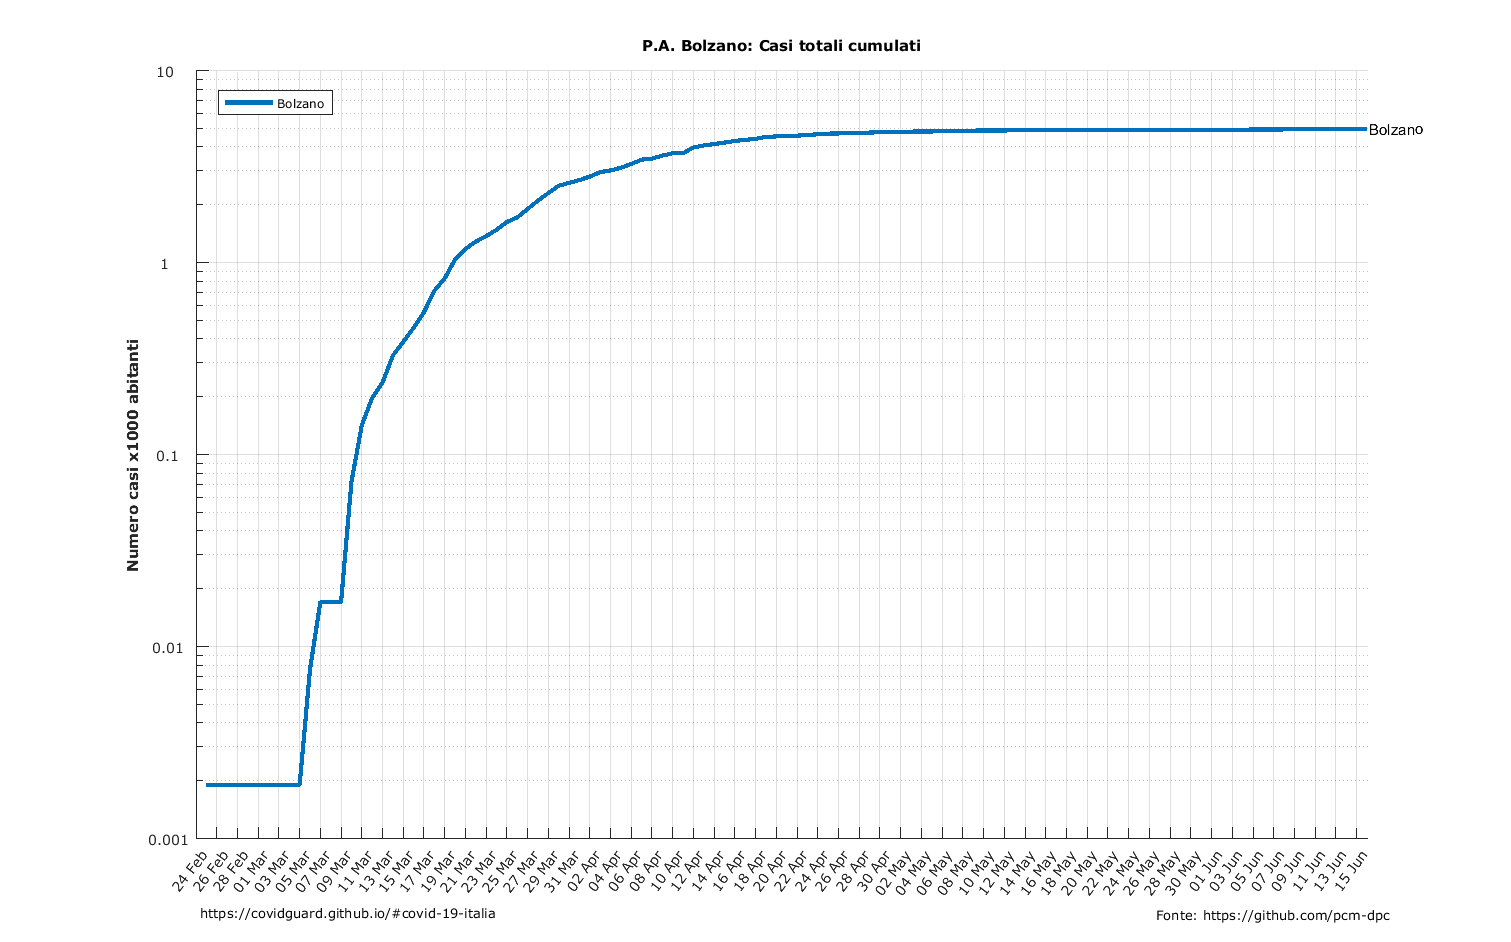 P.A. Bolzano: Casi totali cumulati
10
1
0.1
0.01
0.001
Numero casi x1000 abitanti
Bolzano
Bolzano
24 Feb
26 Feb
28 Feb
01 Mar
03 Mar
05 Mar
07 Mar
09 Mar
11 Mar
13 Mar
15 Mar
17 Mar
19 Mar
21 Mar
23 Mar
25 Mar
27 Mar
29 Mar
31 Mar
02 Apr
04 Apr
06 Apr
08 Apr
10 Apr
12 Apr
14 Apr
16 Apr
18 Apr
20 Apr
22 Apr
24 Apr
26 Apr
28 Apr
30 Apr
02 May
04 May
06 May
08 May
10 May
12 May
14 May
16 May
18 May
20 May
22 May
24 May
26 May
28 May
30 May
01 Jun
03 Jun
05 Jun
07 Jun
09 Jun
11 Jun
13 Jun
15 Jun
https://covidguard.github.io/#covid-19-italia
Fonte: https://github.com/pcm-dpc